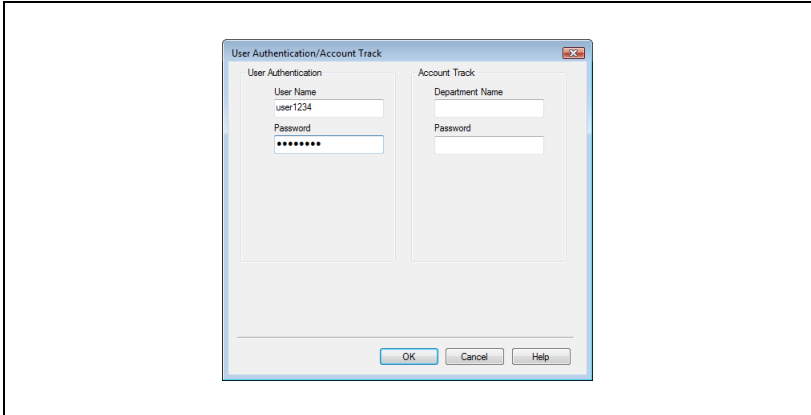 User Authentication/Account Track
User Authentication
User Name
user1234
Password
••••••••
Account Track
Department Name
Password
OK Cancel Help